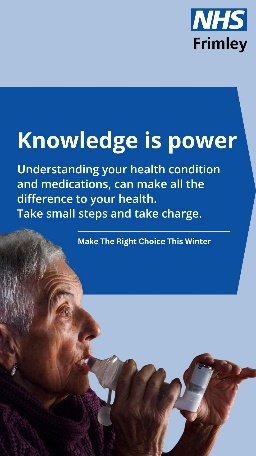 NHS
Frimley
Knowledge is power
Understanding your health condition
and medications, can make all the
difference to your health.
Take small steps and take charge.
Make The Right Choice This Winter